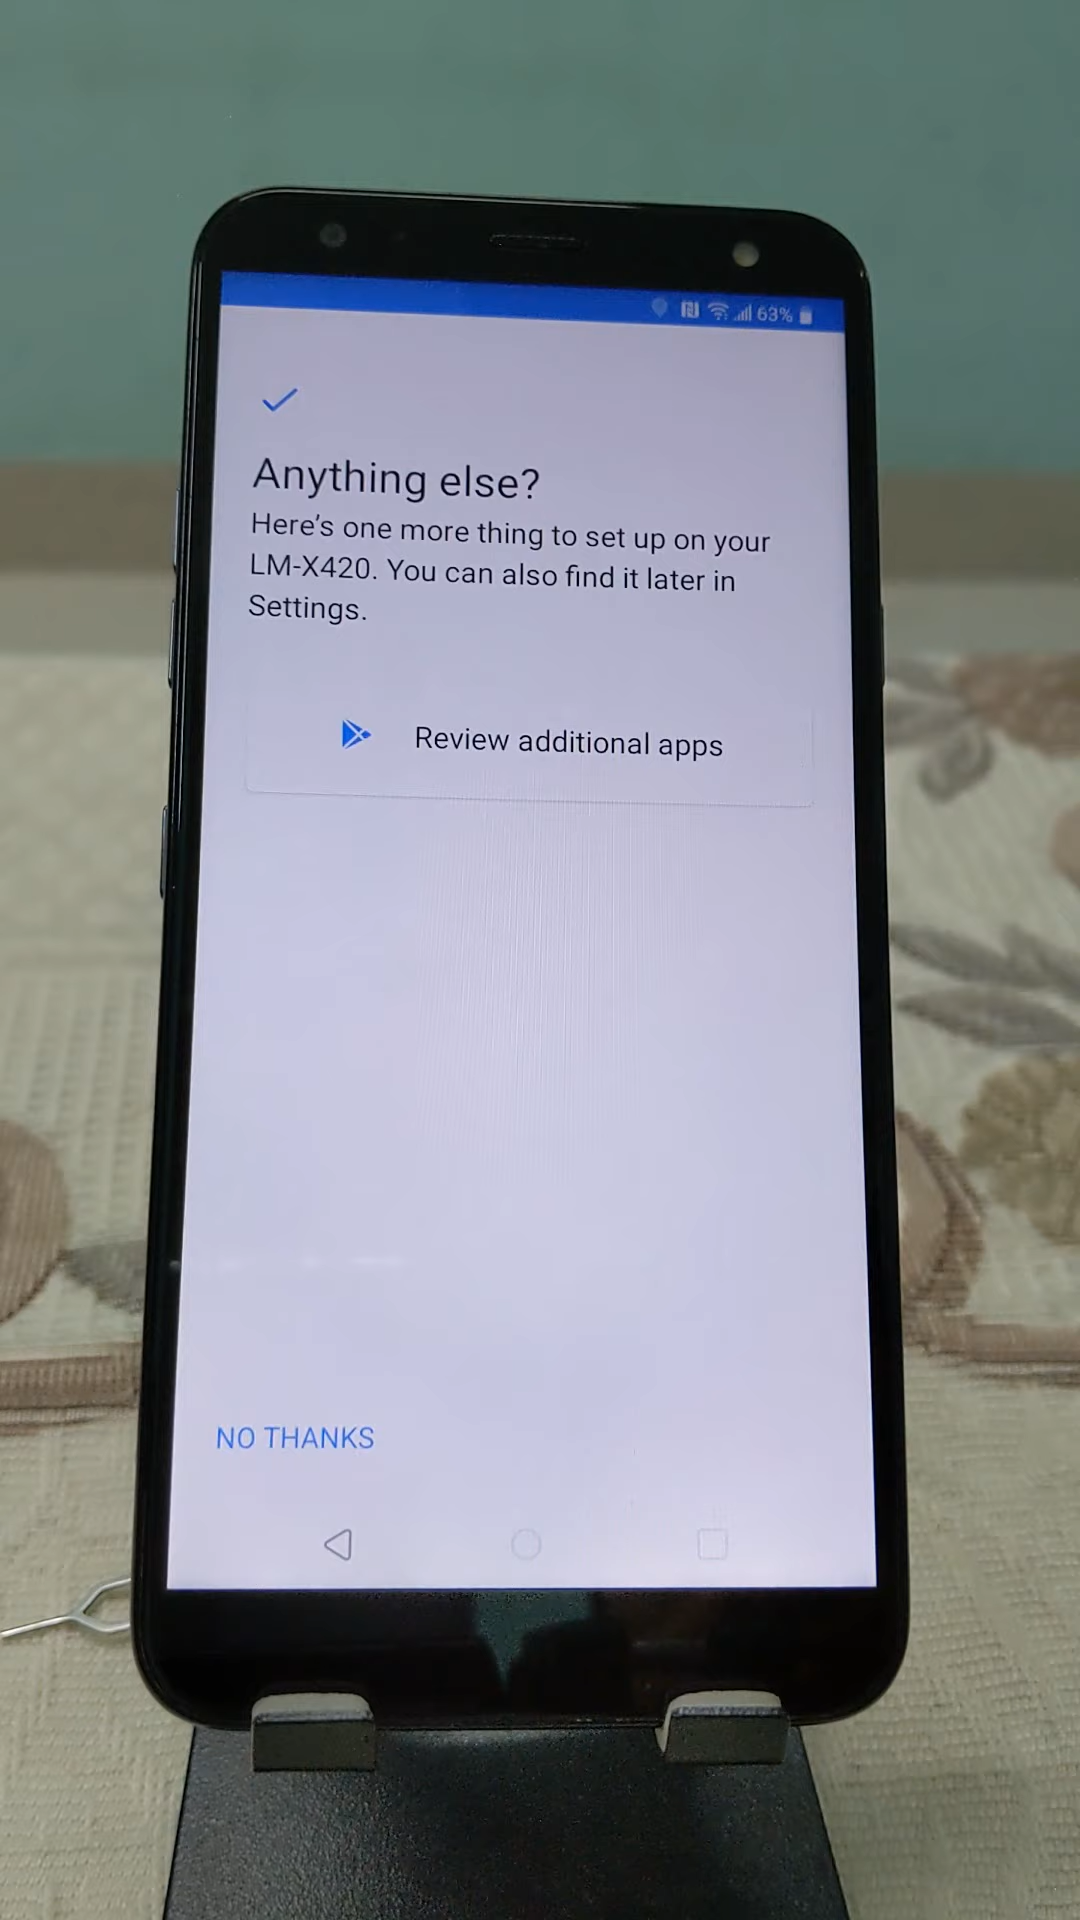 63%
Anything else?
Here's one more thing to set up on your
LM-X420. You can also find it later in
Settings.
Review additional apps
NO THANKS